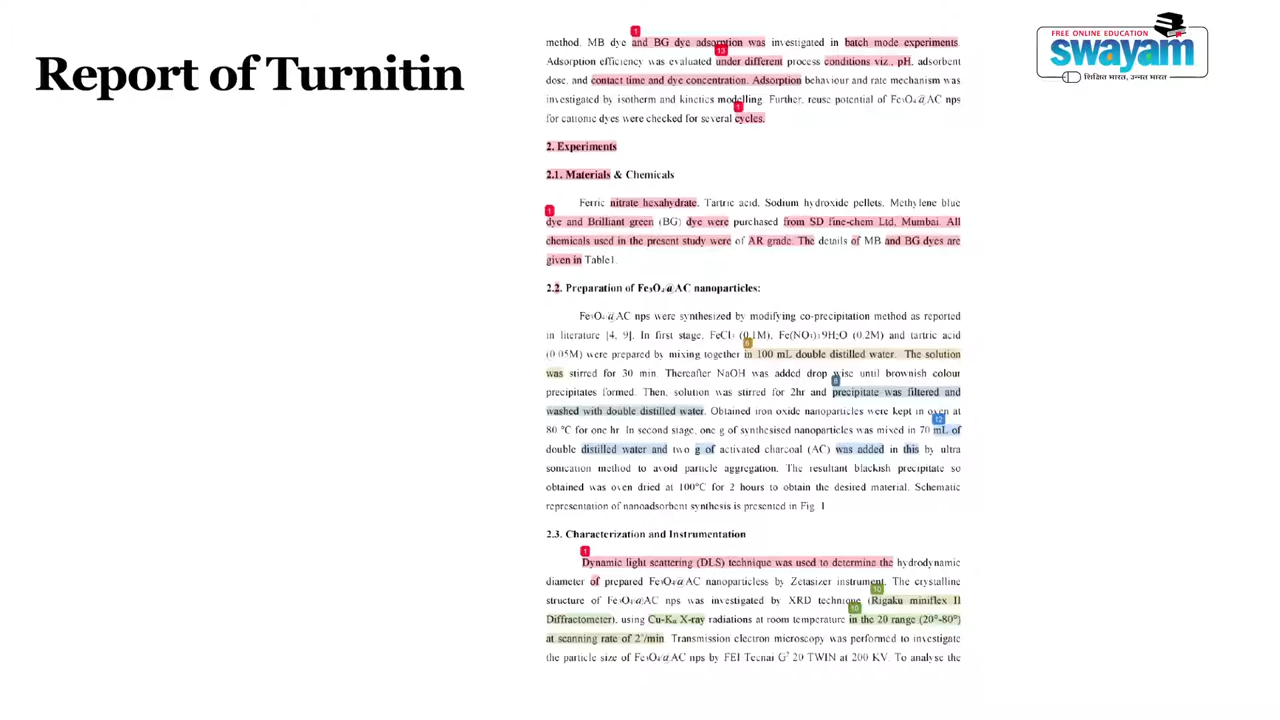 Report of Turnitin
FREE ONLINE EDUCATION
swayam
शिक्षित भारत, उन्नत भारत
1
method. MB dye and BG dye adsorption was investigated in batch mode experiments.
13
Adsorption efficiency was evaluated under different process conditions viz., pH, adsorbent
dose, and contact time and dye concentration. Adsorption behaviour and rate mechanism was
investigated by isotherm and kinetics modelling. Further, reuse potential of Fe₃O₄@AC nps
1
for cationic dyes were checked for several cycles.
2. Experiments
2.1. Materials & Chemicals
Ferric nitrate hexahydrate, Tartric acid, Sodium hydroxide pellets, Methylene blue
1
dye and Brilliant green (BG) dye were purchased from SD fine-chem Ltd, Mumbai. All
chemicals used in the present study were of AR grade. The details of MB and BG dyes are
given in Table1.
2.2. Preparation of Fe₃O₄@AC nanoparticles:
Fe₃O₄@AC nps were synthesized by modifying co-precipitation method as reported
in literature [4, 9]. In first stage, FeCl₃ (0.1M), Fe(NO₃)₃9H₂O (0.2M) and tartric acid
6
(0.05M) were prepared by mixing together in 100 mL double distilled water. The solution
was stirred for 30 min. Thereafter NaOH was added drop wise until brownish colour
8
precipitates formed. Then, solution was stirred for 2hr and precipitate was filtered and
washed with double distilled water. Obtained iron oxide nanoparticles were kept in oven at
12
80 °C for one hr. In second stage, one g of synthesised nanoparticles was mixed in 70 mL of
double distilled water and two g of activated charcoal (AC) was added in this by ultra
sonication method to avoid particle aggregation. The resultant blackish precipitate so
obtained was oven dried at 100°C for 2 hours to obtain the desired material. Schematic
representation of nanoadsorbent synthesis is presented in Fig. 1
2.3. Characterization and Instrumentation
1
Dynamic light scattering (DLS) technique was used to determine the hydrodynamic
diameter of prepared Fe₃O₄@AC nanoparticless by Zetasizer instrument. The crystalline
10
structure of Fe₃O₄@AC nps was investigated by XRD technique (Rigaku miniflex II
10
Diffractometer), using Cu-Kα X-ray radiations at room temperature in the 2θ range (20°-80°)
at scanning rate of 2°/min. Transmission electron microscopy was performed to investigate
the particle size of Fe₃O₄@AC nps by FEI Tecnai G² 20 TWIN at 200 KV. To analyse the